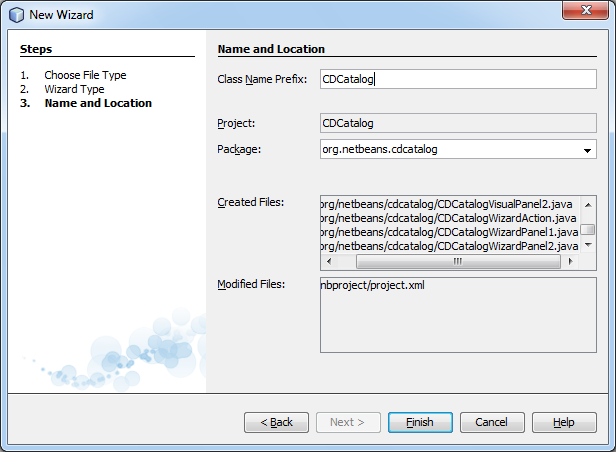 New Wizard
Steps
1. Choose File Type
2. Wizard Type
3. Name and Location
Name and Location
Class Name Prefix: CDCatalog
Project: CDCatalog
Package: org.netbeans.cdcatalog
Created Files: org/netbeans/cdcatalog/CDCatalogVisualPanel2.java
org/netbeans/cdcatalog/CDCatalogWizardAction.java
org/netbeans/cdcatalog/CDCatalogWizardPanel1.java
org/netbeans/cdcatalog/CDCatalogWizardPanel2.java
Modified Files: nbproject/project.xml
< Back Next > Finish Cancel Help